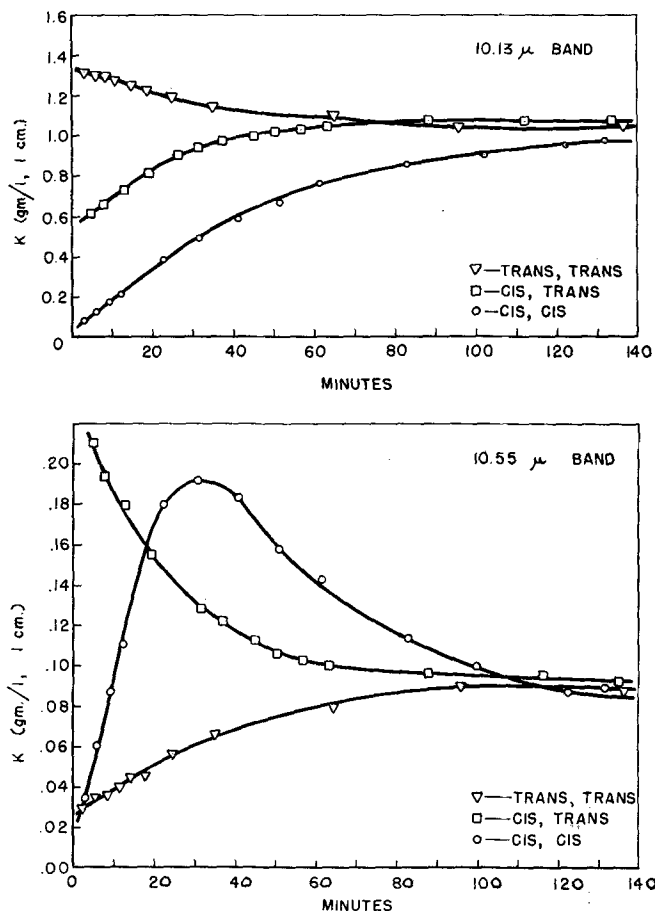 1.6
1.4
1.2
1.0
0.8
0.6
0.4
0.2
0
K (gm/l, 1 cm.)
10.13 μ BAND
▽—TRANS, TRANS
□—CIS, TRANS
○—CIS, CIS
20 40 60 80 100 120 140
MINUTES
.20
.18
.16
.14
.12
.10
.08
.06
.04
.02
.00
K (gm./l, 1 cm.)
10.55 μ BAND
▽—TRANS, TRANS
□—CIS, TRANS
○—CIS, CIS
0 20 40 60 80 100 120 140
MINUTES